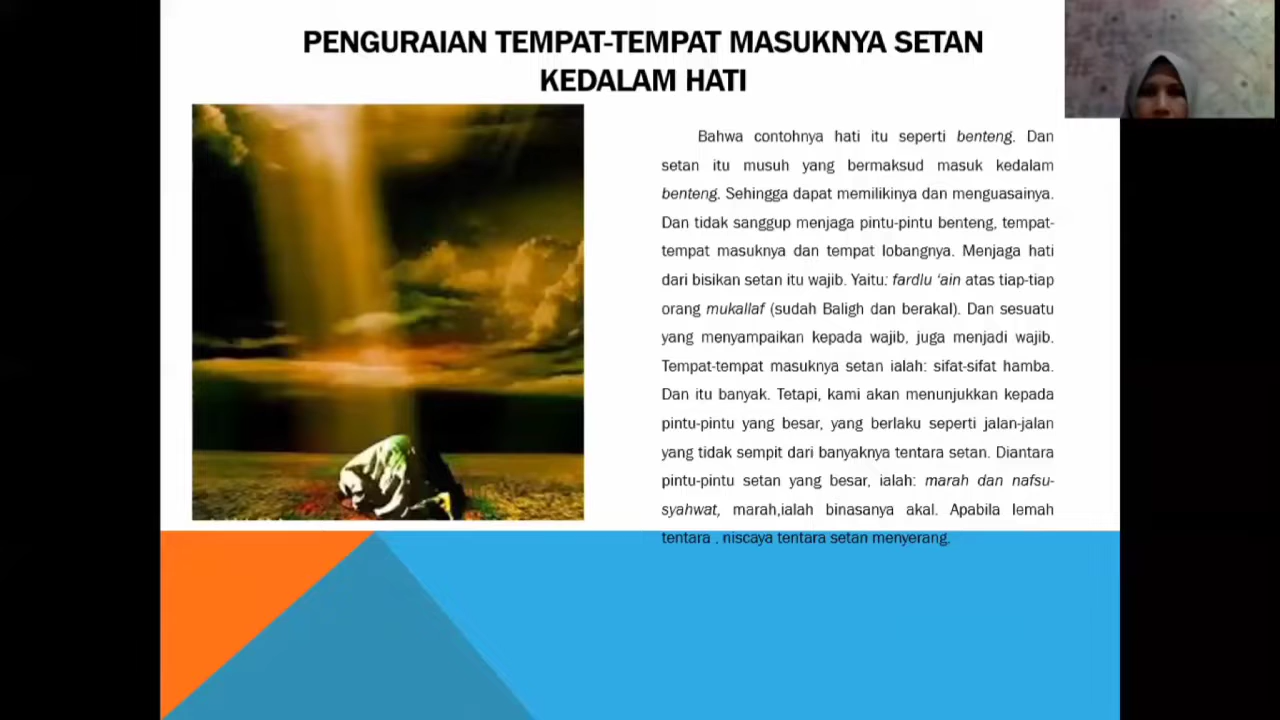 PENGURAIAN TEMPAT-TEMPAT MASUKNYA SETAN
KEDALAM HATI
Bahwa contohnya hati itu seperti benteng. Dan
setan itu musuh yang bermaksud masuk kedalam
benteng. Sehingga dapat memilikinya dan menguasainya.
Dan tidak sanggup menjaga pintu-pintu benteng, tempat-
tempat masuknya dan tempat lobangnya. Menjaga hati
dari bisikan setan itu wajib. Yaitu: fardlu ‘ain atas tiap-tiap
orang mukallaf (sudah Baligh dan berakal). Dan sesuatu
yang menyampaikan kepada wajib, juga menjadi wajib.
Tempat-tempat masuknya setan ialah: sifat-sifat hamba.
Dan itu banyak. Tetapi, kami akan menunjukkan kepada
pintu-pintu yang besar, yang berlaku seperti jalan-jalan
yang tidak sempit dari banyaknya tentara setan. Diantara
pintu-pintu setan yang besar, ialah: marah dan nafsu-
syahwat, marah,ialah binasanya akal. Apabila lemah
tentara , niscaya tentara setan menyerang.